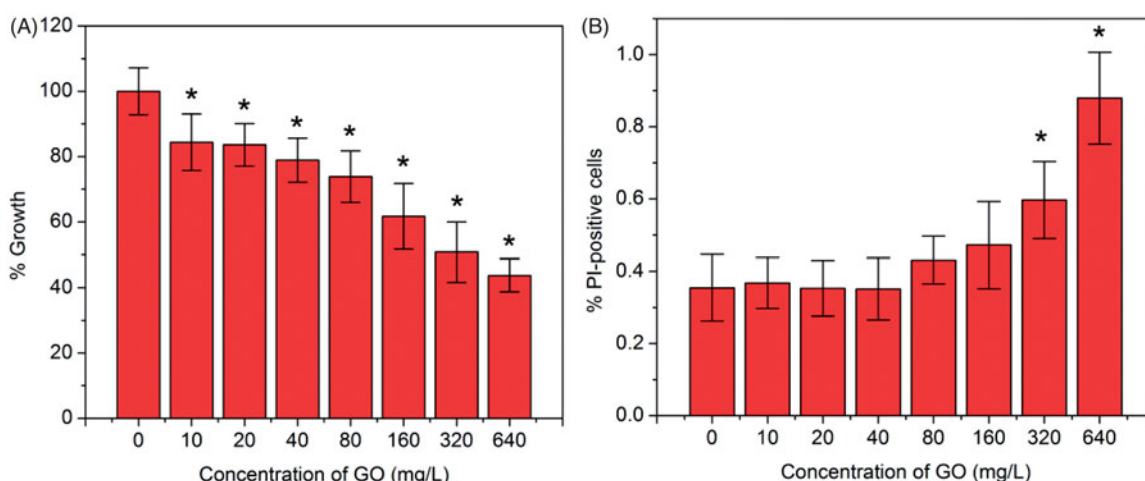 (A)
120
100
80
60
40
20
0
% Growth
* * * * * * *
0 10 20 40 80 160 320 640
Concentration of GO (mg/L)
(B)
1.0
0.8
0.6
0.4
0.2
0.0
% PI-positive cells
* *
0 10 20 40 80 160 320 640
Concentration of GO (mg/L)